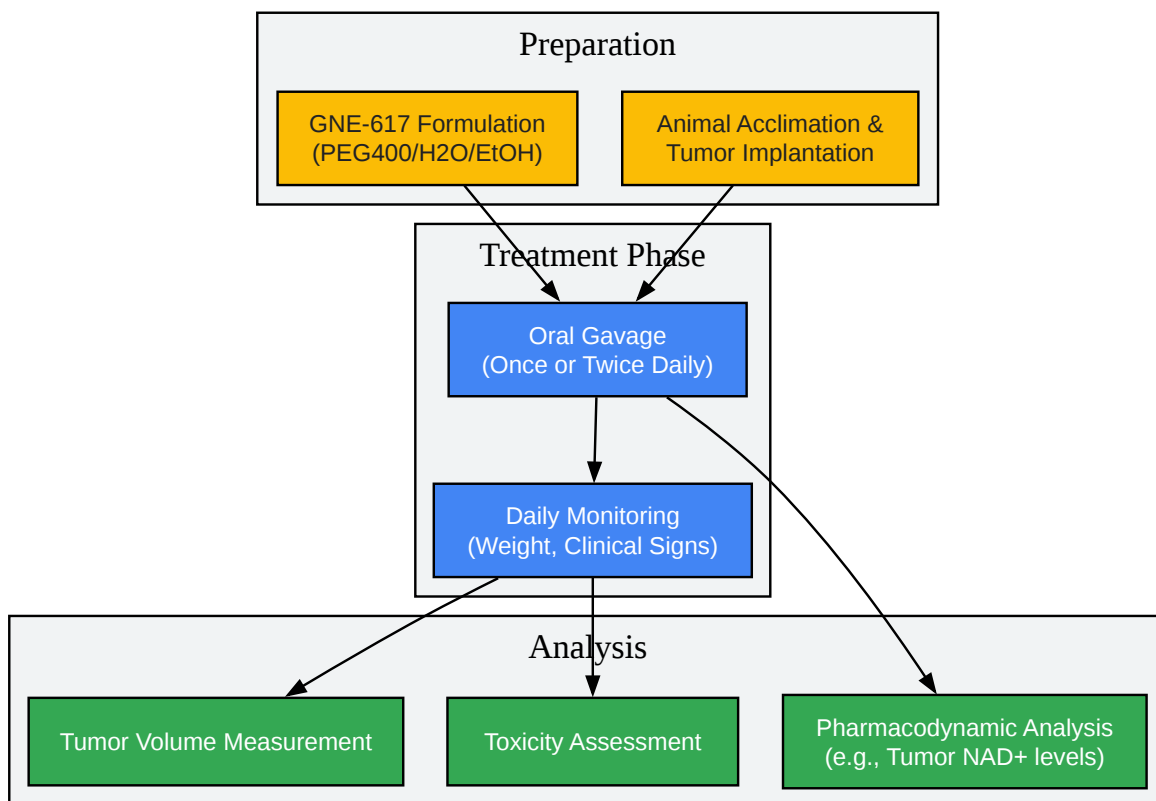 Preparation
GNE-617 Formulation
(PEG400/H2O/EtOH)
Animal Acclimation &
Tumor Implantation
Treatment Phase
Oral Gavage
(Once or Twice Daily)
Daily Monitoring
(Weight, Clinical Signs)
Analysis
Tumor Volume Measurement
Toxicity Assessment
Pharmacodynamic Analysis
(e.g., Tumor NAD+ levels)